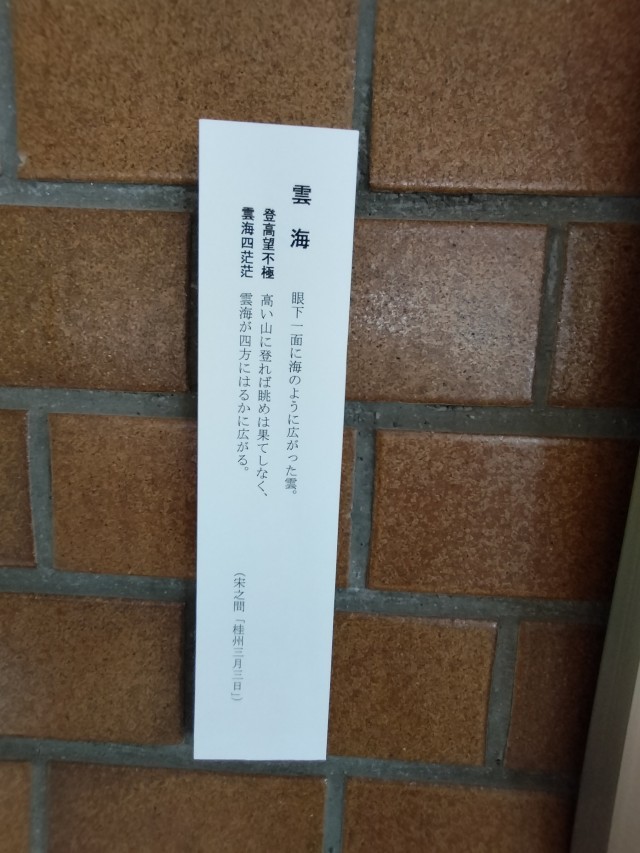 雲海
眼下一面に海のように広がった雲。
登高望不極
高い山に登れば眺めは果てしなく、
雲海四茫茫
雲海が四方にはるかに広がる。
（宋之間『桂州三月三日』）